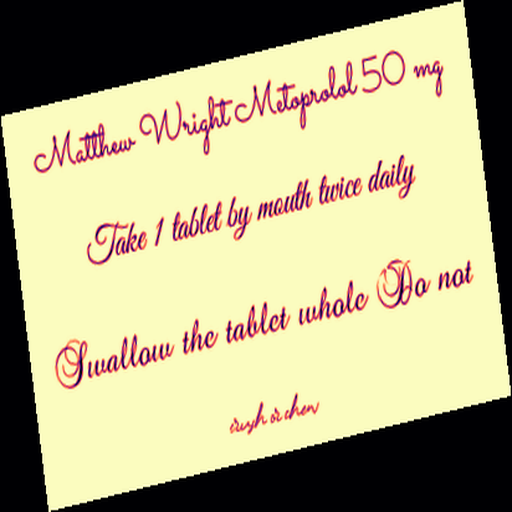 Matthew Wright Metoprolol 50 mg
Take 1 tablet by mouth twice daily
Swallow the tablet whole Do not
crush or chew